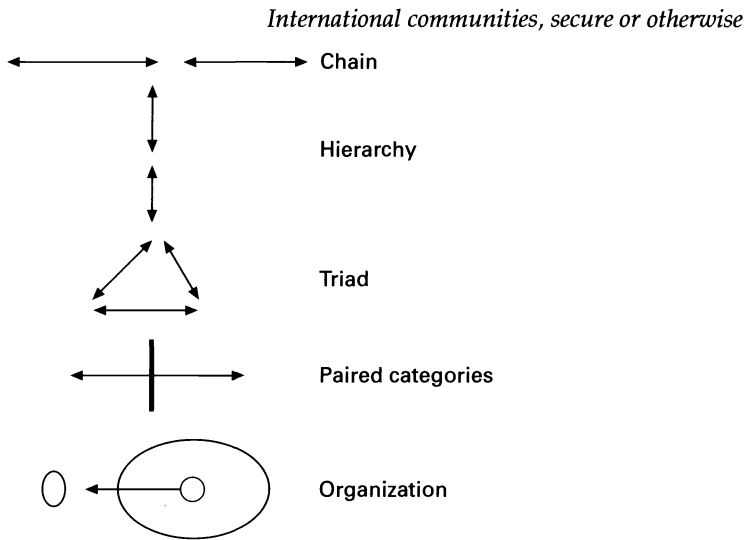 International communities, secure or otherwise
Chain
Hierarchy
Triad
Paired categories
Organization